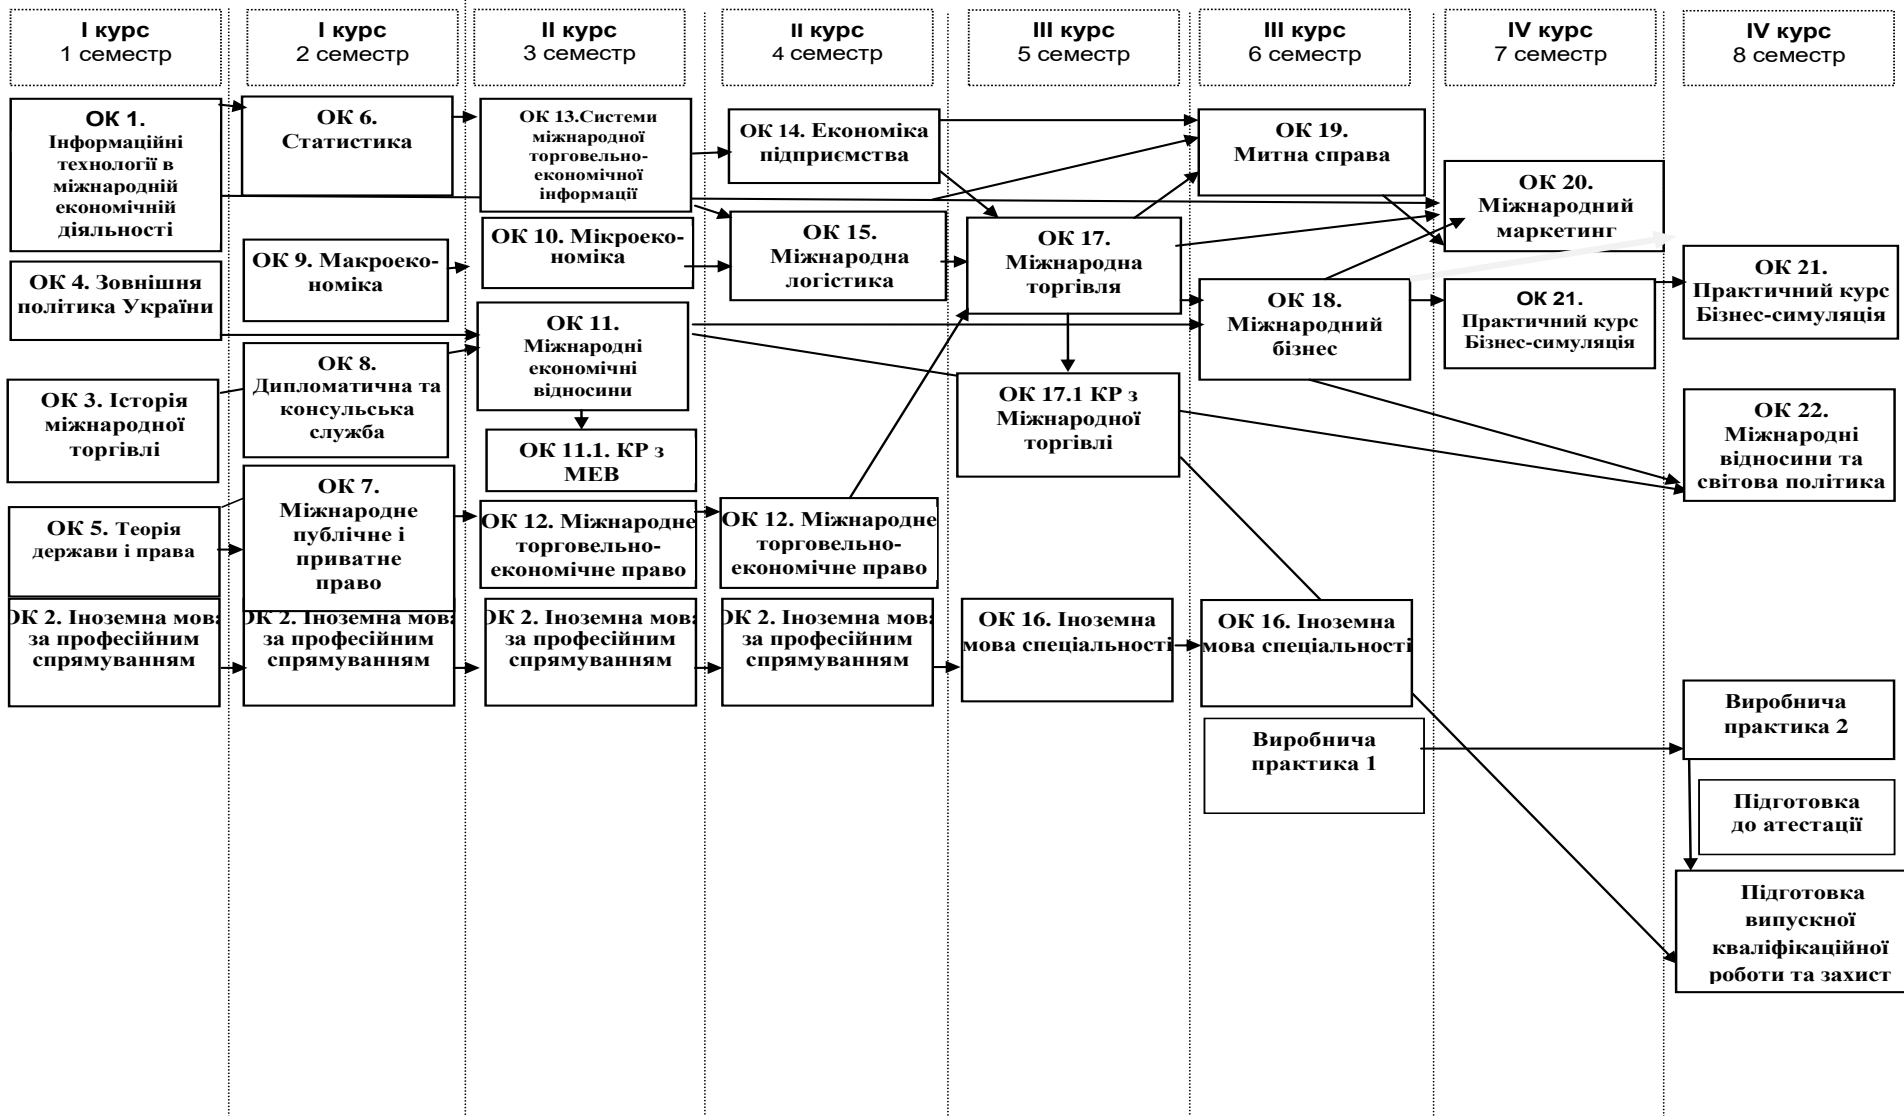 І курс
1 семестр
І курс
2 семестр
ІІ курс
3 семестр
ІІ курс
4 семестр
ІІІ курс
5 семестр
ІІІ курс
6 семестр
IV курс
7 семестр
IV курс
8 семестр
ОК 1.
Інформаційні
технології в
міжнародній
економічній
діяльності
ОК 4. Зовнішня
політика України
ОК 3. Історія
міжнародної
торгівлі
ОК 5. Теорія
держави і права
ОК 2. Іноземна мова
за професійним
спрямуванням
ОК 6.
Статистика
ОК 9. Макроеко-
номіка
ОК 8.
Дипломатична та
консульська
служба
ОК 7.
Міжнародне
публічне і
приватне
право
ОК 2. Іноземна мова
за професійним
спрямуванням
ОК 13.Системи
міжнародної
торговельно-
економічної
інформації
ОК 10. Мікроеко-
номіка
ОК 11.
Міжнародні
економічні
відносини
ОК 11.1. КР з
МЕВ
ОК 12. Міжнародне
торговельно-
економічне право
ОК 2. Іноземна мова
за професійним
спрямуванням
ОК 14. Економіка
підприємства
ОК 15.
Міжнародна
логістика
ОК 12. Міжнародне
торговельно-
економічне право
ОК 2. Іноземна мова
за професійним
спрямуванням
ОК 17.
Міжнародна
торгівля
ОК 17.1 КР з
Міжнародної
торгівлі
ОК 16. Іноземна
мова спеціальності
ОК 19.
Митна справа
ОК 18.
Міжнародний
бізнес
ОК 16. Іноземна
мова спеціальності
Виробнича
практика 1
ОК 20.
Міжнародний
маркетинг
ОК 21.
Практичний курс
Бізнес-симуляція
ОК 21.
Практичний курс
Бізнес-симуляція
ОК 22.
Міжнародні
відносини та
світова політика
Виробнича
практика 2
Підготовка
до атестації
Підготовка
випускної
кваліфікаційної
роботи та захист